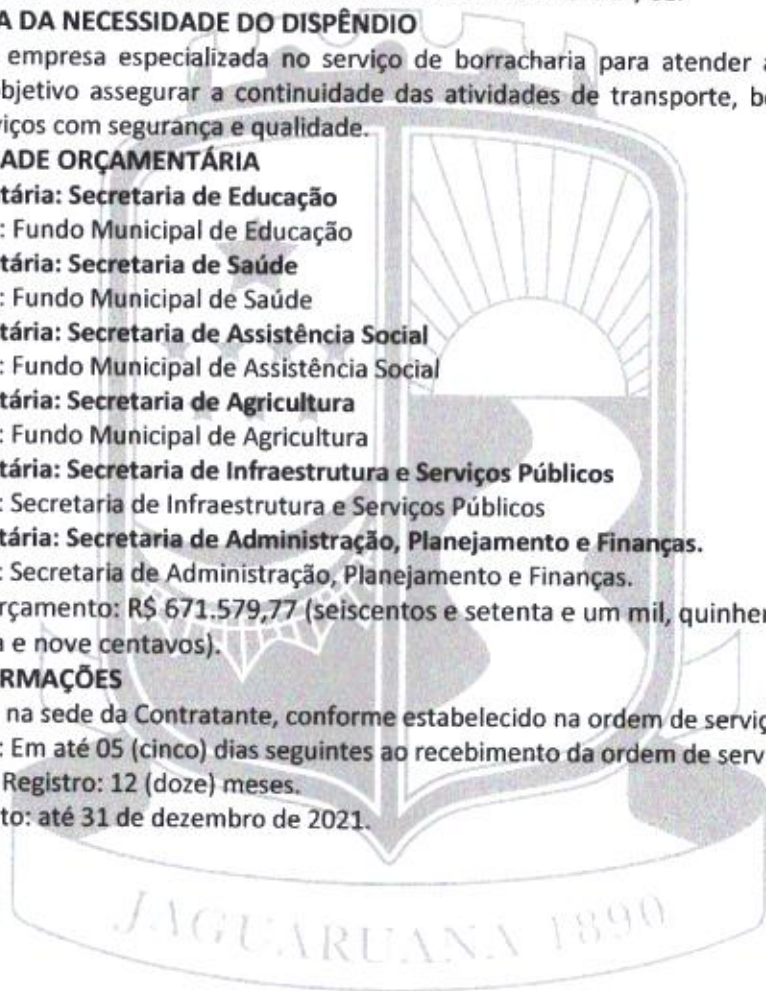 A DA NECESSIDADE DO DISPÊNDIO
empresa especializada no serviço de borracharia para atender
bjetivo assegurar a continuidade das atividades de transporte,
viços com segurança e qualidade.
ADE ORÇAMENTÁRIA
tária: Secretaria de Educação
: Fundo Municipal de Educação
tária: Secretaria de Saúde
: Fundo Municipal de Saúde
tária: Secretaria de Assistência Social
: Fundo Municipal de Assistência Social
tária: Secretaria de Agricultura
: Fundo Municipal de Agricultura
tária: Secretaria de Infraestrutura e Serviços Públicos
: Secretaria de Infraestrutura e Serviços Públicos
tária: Secretaria de Administração, Planejamento e Finanças.
: Secretaria de Administração, Planejamento e Finanças.
rçamento: R$ 671.579,77 (seiscentos e setenta e um mil, quinhen
a e nove centavos).
RMAÇÕES
na sede da Contratante, conforme estabelecido na ordem de serviç
: Em até 05 (cinco) dias seguintes ao recebimento da ordem de serv
Registro: 12 (doze) meses.
to: até 31 de dezembro de 2021.
JAGUARUANA 1890